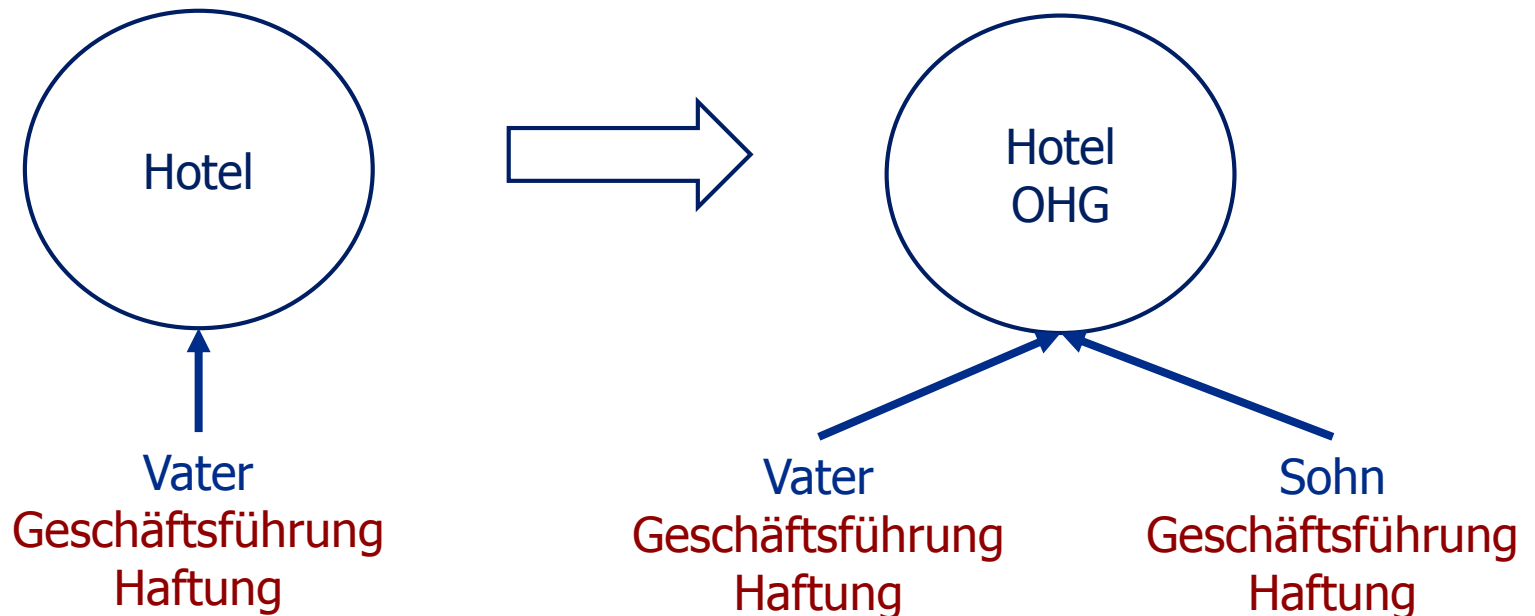 Hotel
Hotel
OHG
Vater
Geschäftsführung
Haftung
Vater
Geschäftsführung
Haftung
Sohn
Geschäftsführung
Haftung